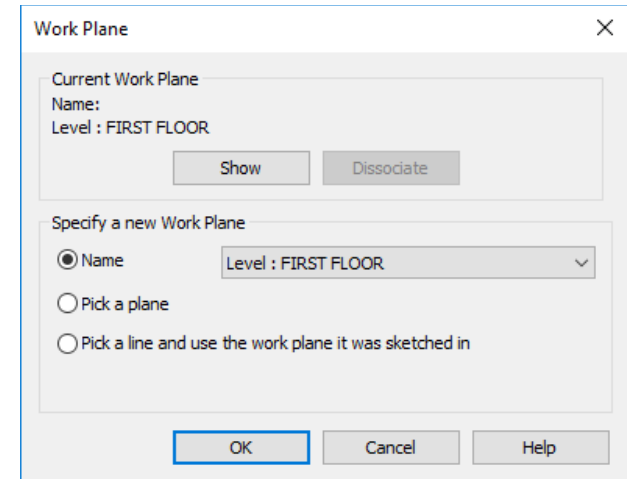 Work Plane
Current Work Plane
Name:
Level : FIRST FLOOR
Show Dissociate
Specify a new Work Plane
Name Level : FIRST FLOOR
Pick a plane
Pick a line and use the work plane it was sketched in
OK Cancel Help